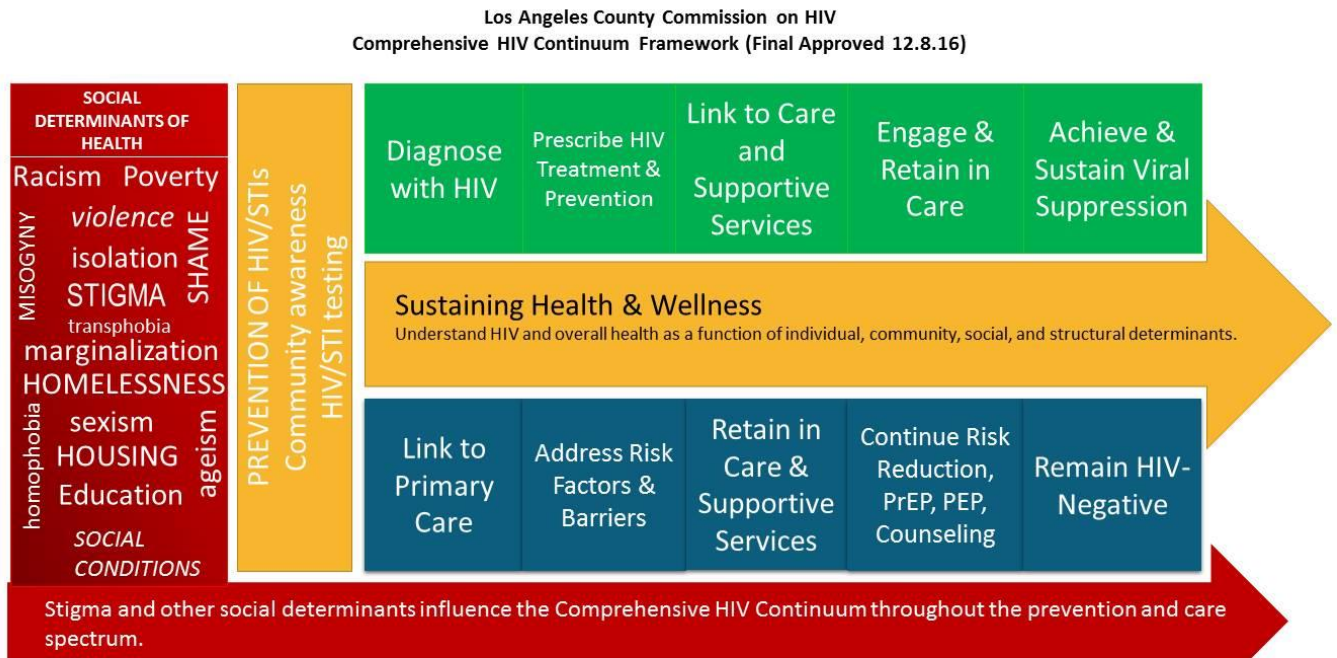 Los Angeles County Commission on HIV
Comprehensive HIV Continuum Framework (Final Approved 12.8.16)
SOCIAL
DETERMINANTS OF
HEALTH
Racism Poverty
MISOGYNY
violence
SHAME
isolation
STIGMA
transphobia
marginalization
HOMELESSNESS
homophobia
sexism
ageism
HOUSING
Education
SOCIAL
CONDITIONS
PREVENTION OF HIV/STIs
Community awareness
HIV/STI testing
Diagnose
with HIV
Prescribe HIV
Treatment &
Prevention
Link to Care
and
Supportive
Services
Engage &
Retain in
Care
Achieve &
Sustain Viral
Suppression
Sustaining Health & Wellness
Understand HIV and overall health as a function of individual, community, social, and structural determinants.
Link to
Primary
Care
Address Risk
Factors &
Barriers
Retain in
Care &
Supportive
Services
Continue Risk
Reduction,
PrEP, PEP,
Counseling
Remain HIV-
Negative
Stigma and other social determinants influence the Comprehensive HIV Continuum throughout the prevention and care
spectrum.